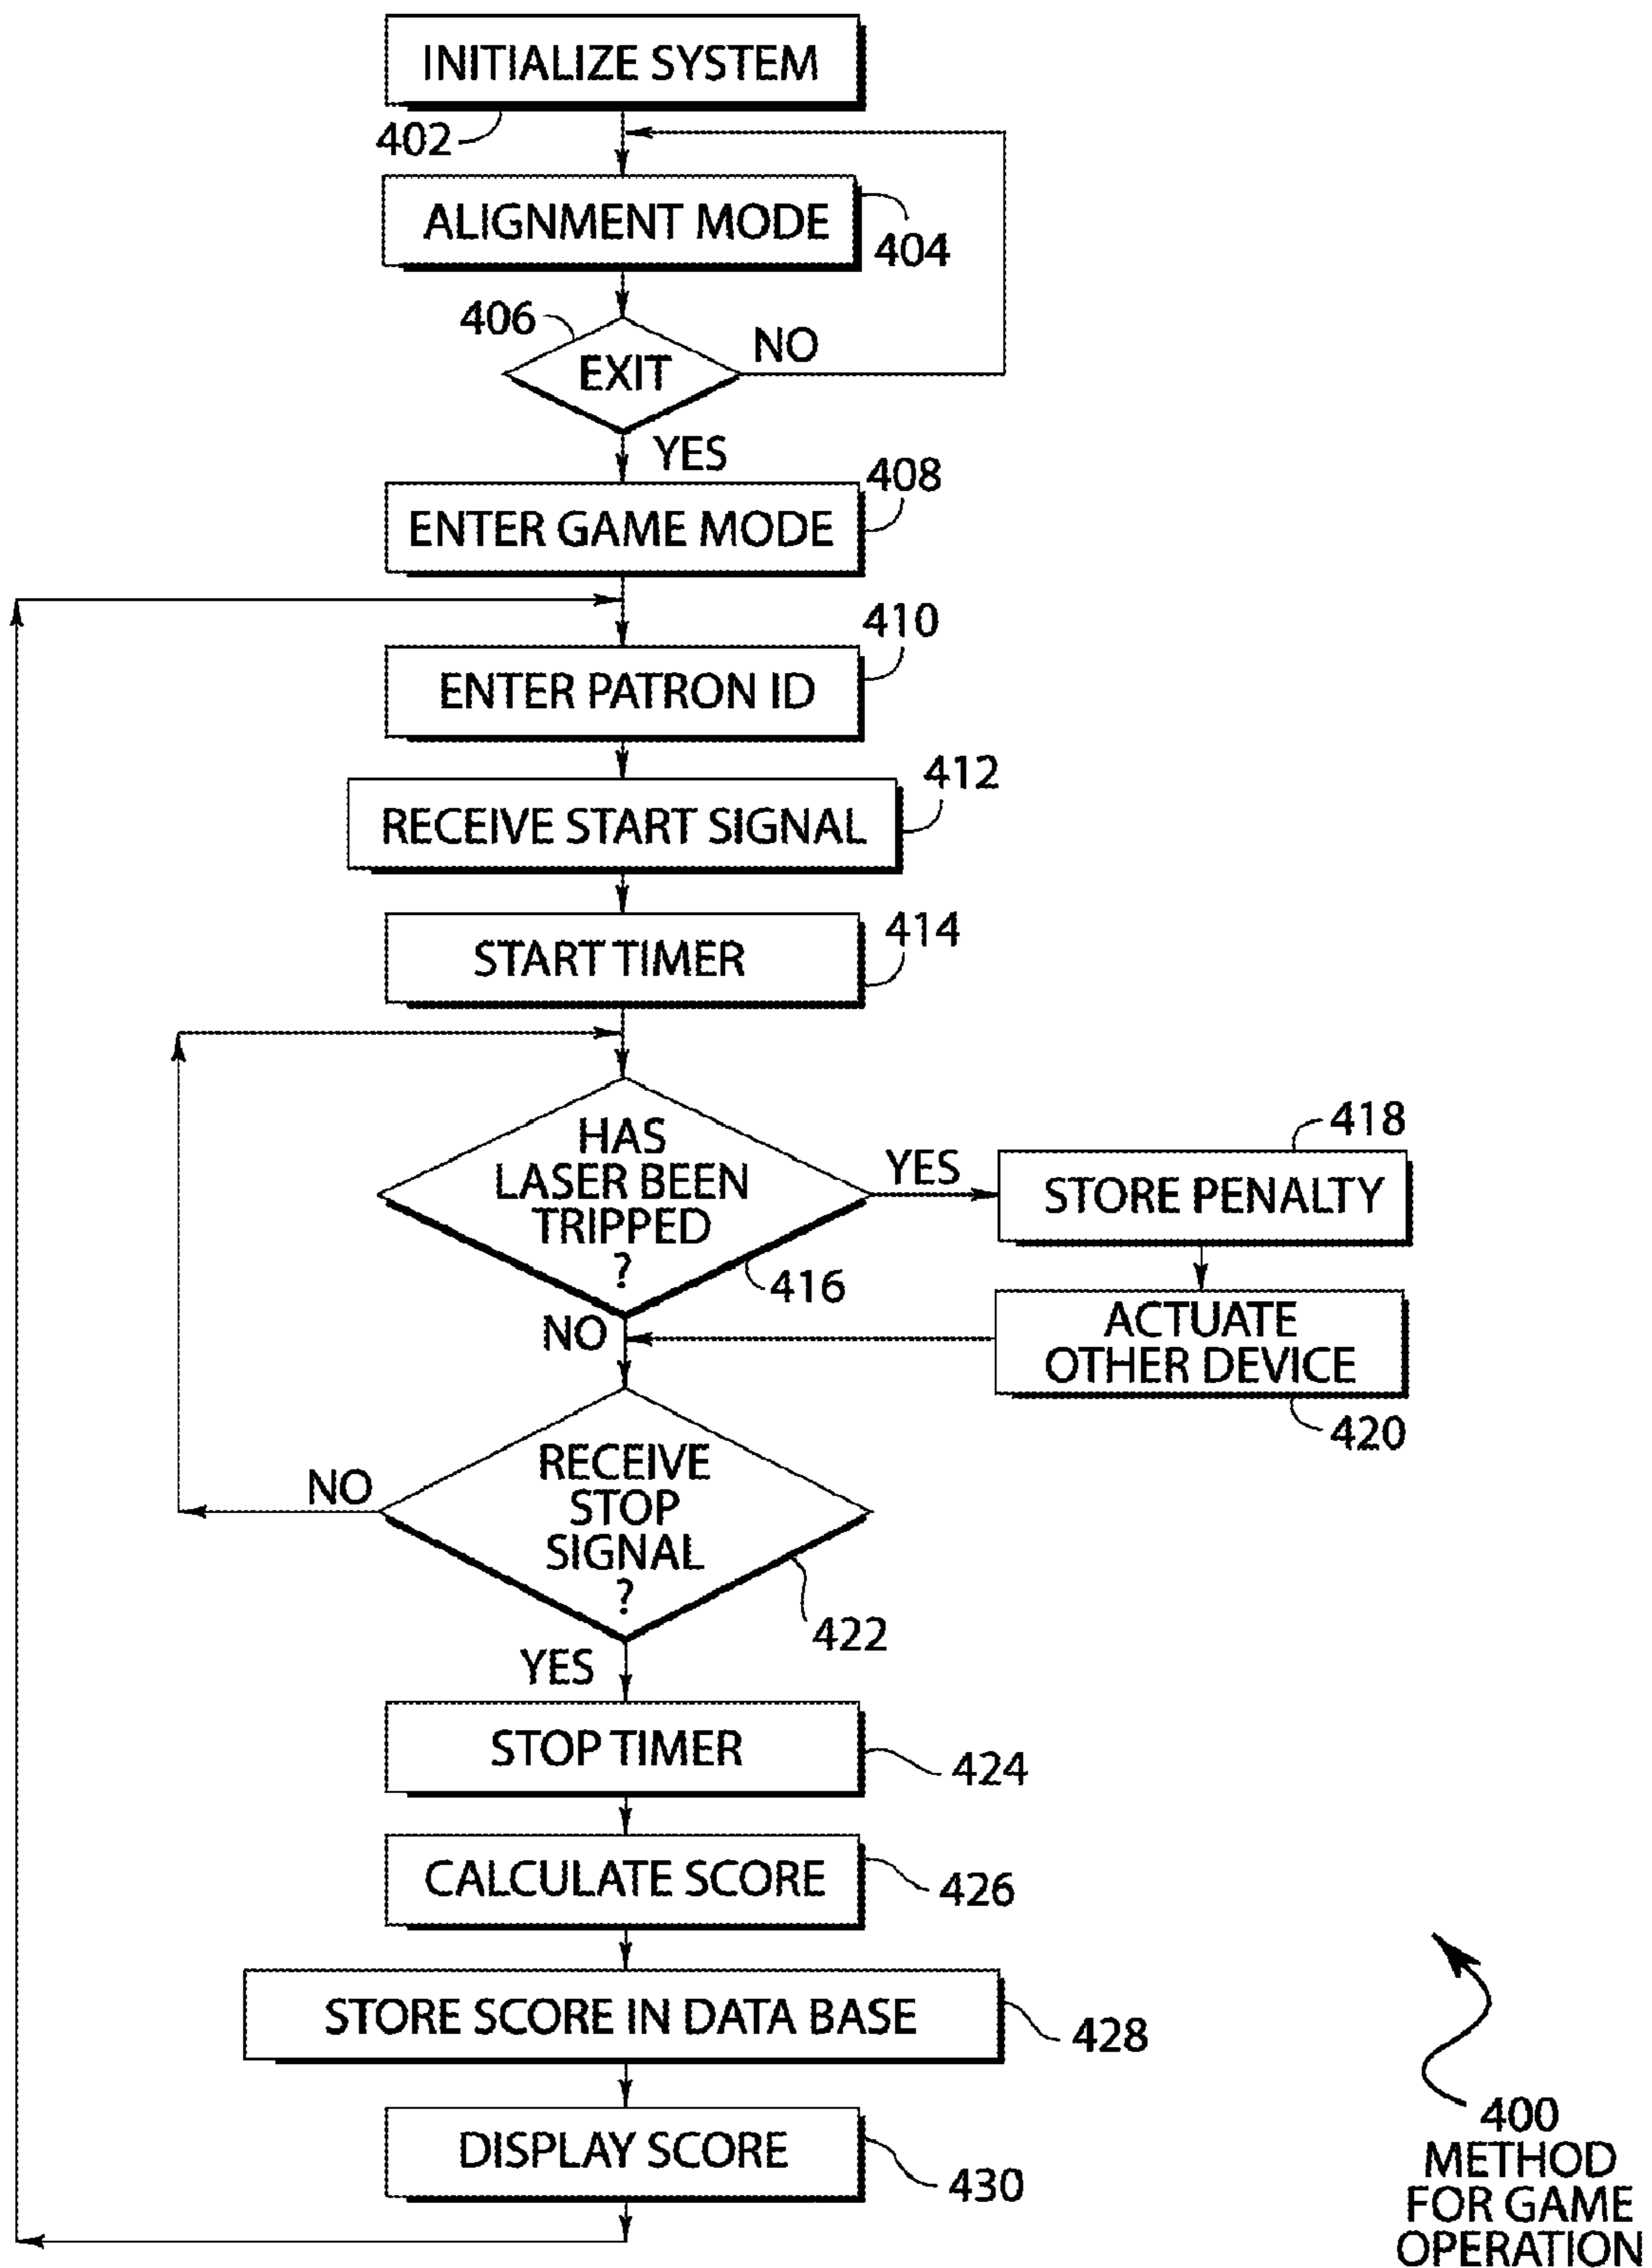 INITIALIZE SYSTEM
402
ALIGNMENT MODE
404
406
EXIT
NO
YES
408
ENTER GAME MODE
410
ENTER PATRON ID
412
RECEIVE START SIGNAL
414
START TIMER
HAS
LASER BEEN
TRIPPED
?
416
YES
418
STORE PENALTY
NO
ACTUATE
OTHER DEVICE
420
RECEIVE
STOP
SIGNAL
?
NO
422
YES
STOP TIMER
424
CALCULATE SCORE
426
STORE SCORE IN DATA BASE
428
DISPLAY SCORE
430
400
METHOD
FOR GAME
OPERATION